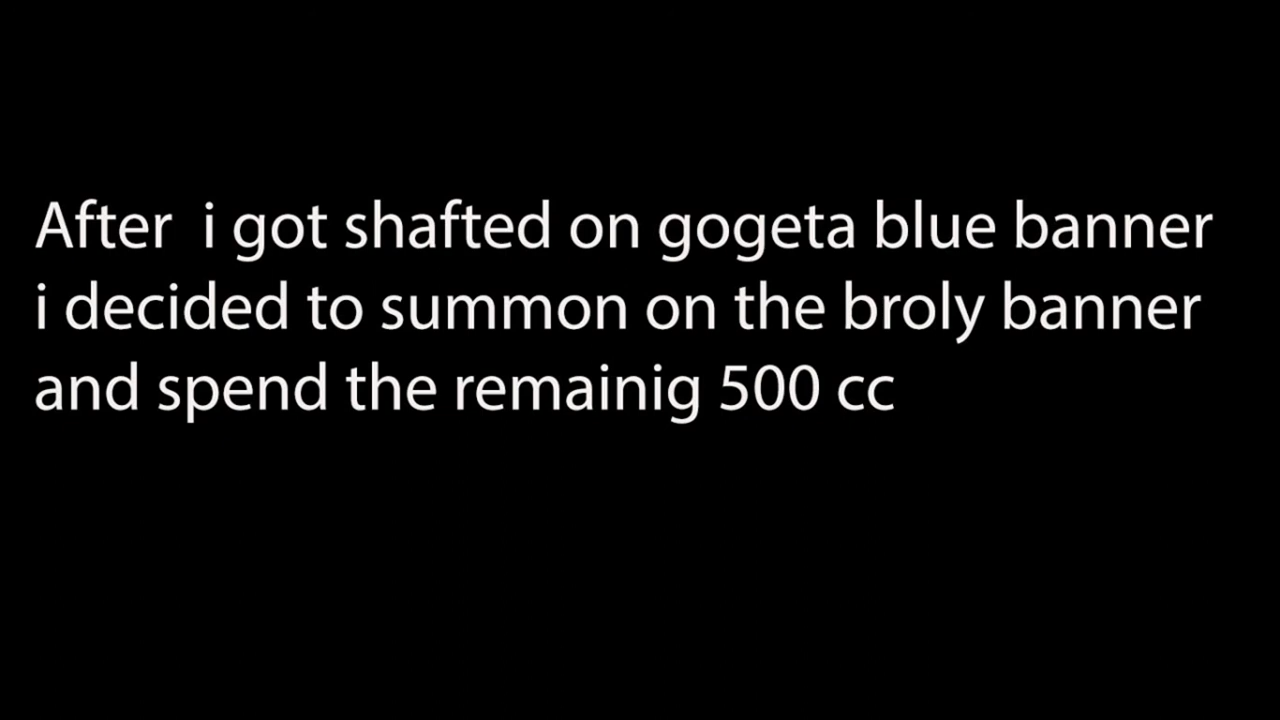 After  i got shafted on gogeta blue banner
i decided to summon on the broly banner
and spend the remainig 500 cc